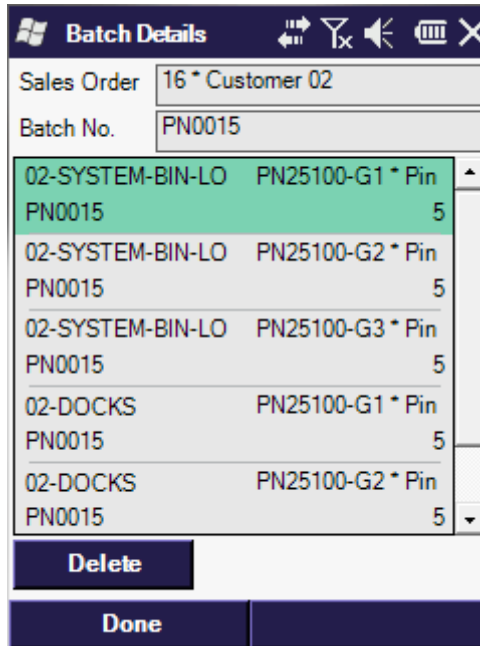 Batch Details
Sales Order 16 * Customer 02
Batch No. PN0015
02-SYSTEM-BIN-LO PN25100-G1 * Pin
PN0015 5
02-SYSTEM-BIN-LO PN25100-G2 * Pin
PN0015 5
02-SYSTEM-BIN-LO PN25100-G3 * Pin
PN0015 5
02-DOCKS PN25100-G1 * Pin
PN0015 5
02-DOCKS PN25100-G2 * Pin
PN0015 5
Delete
Done